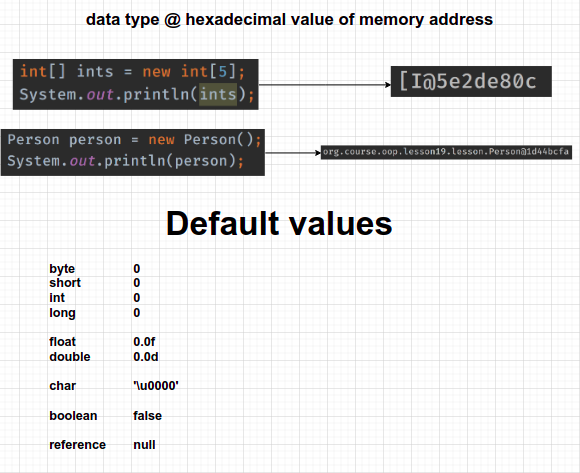 data type @ hexadecimal value of memory address
int[] ints = new int[5];
System.out.println(ints);
[I@5e2de80c
Person person = new Person();
System.out.println(person);
org.course.oop.lesson19.lesson.Person@1d44bcfa
Default values
byte 0
short 0
int 0
long 0
float 0.0f
double 0.0d
char '\u0000'
boolean false
reference null